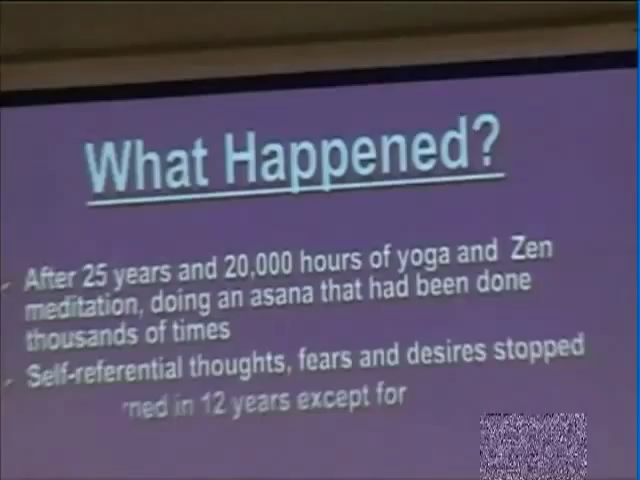 What Happened?
After 25 years and 20,000 hours of yoga and Zen
meditation, doing an asana that had been done
thousands of times
Self-referential thoughts, fears and desires stopped
in 12 years except for